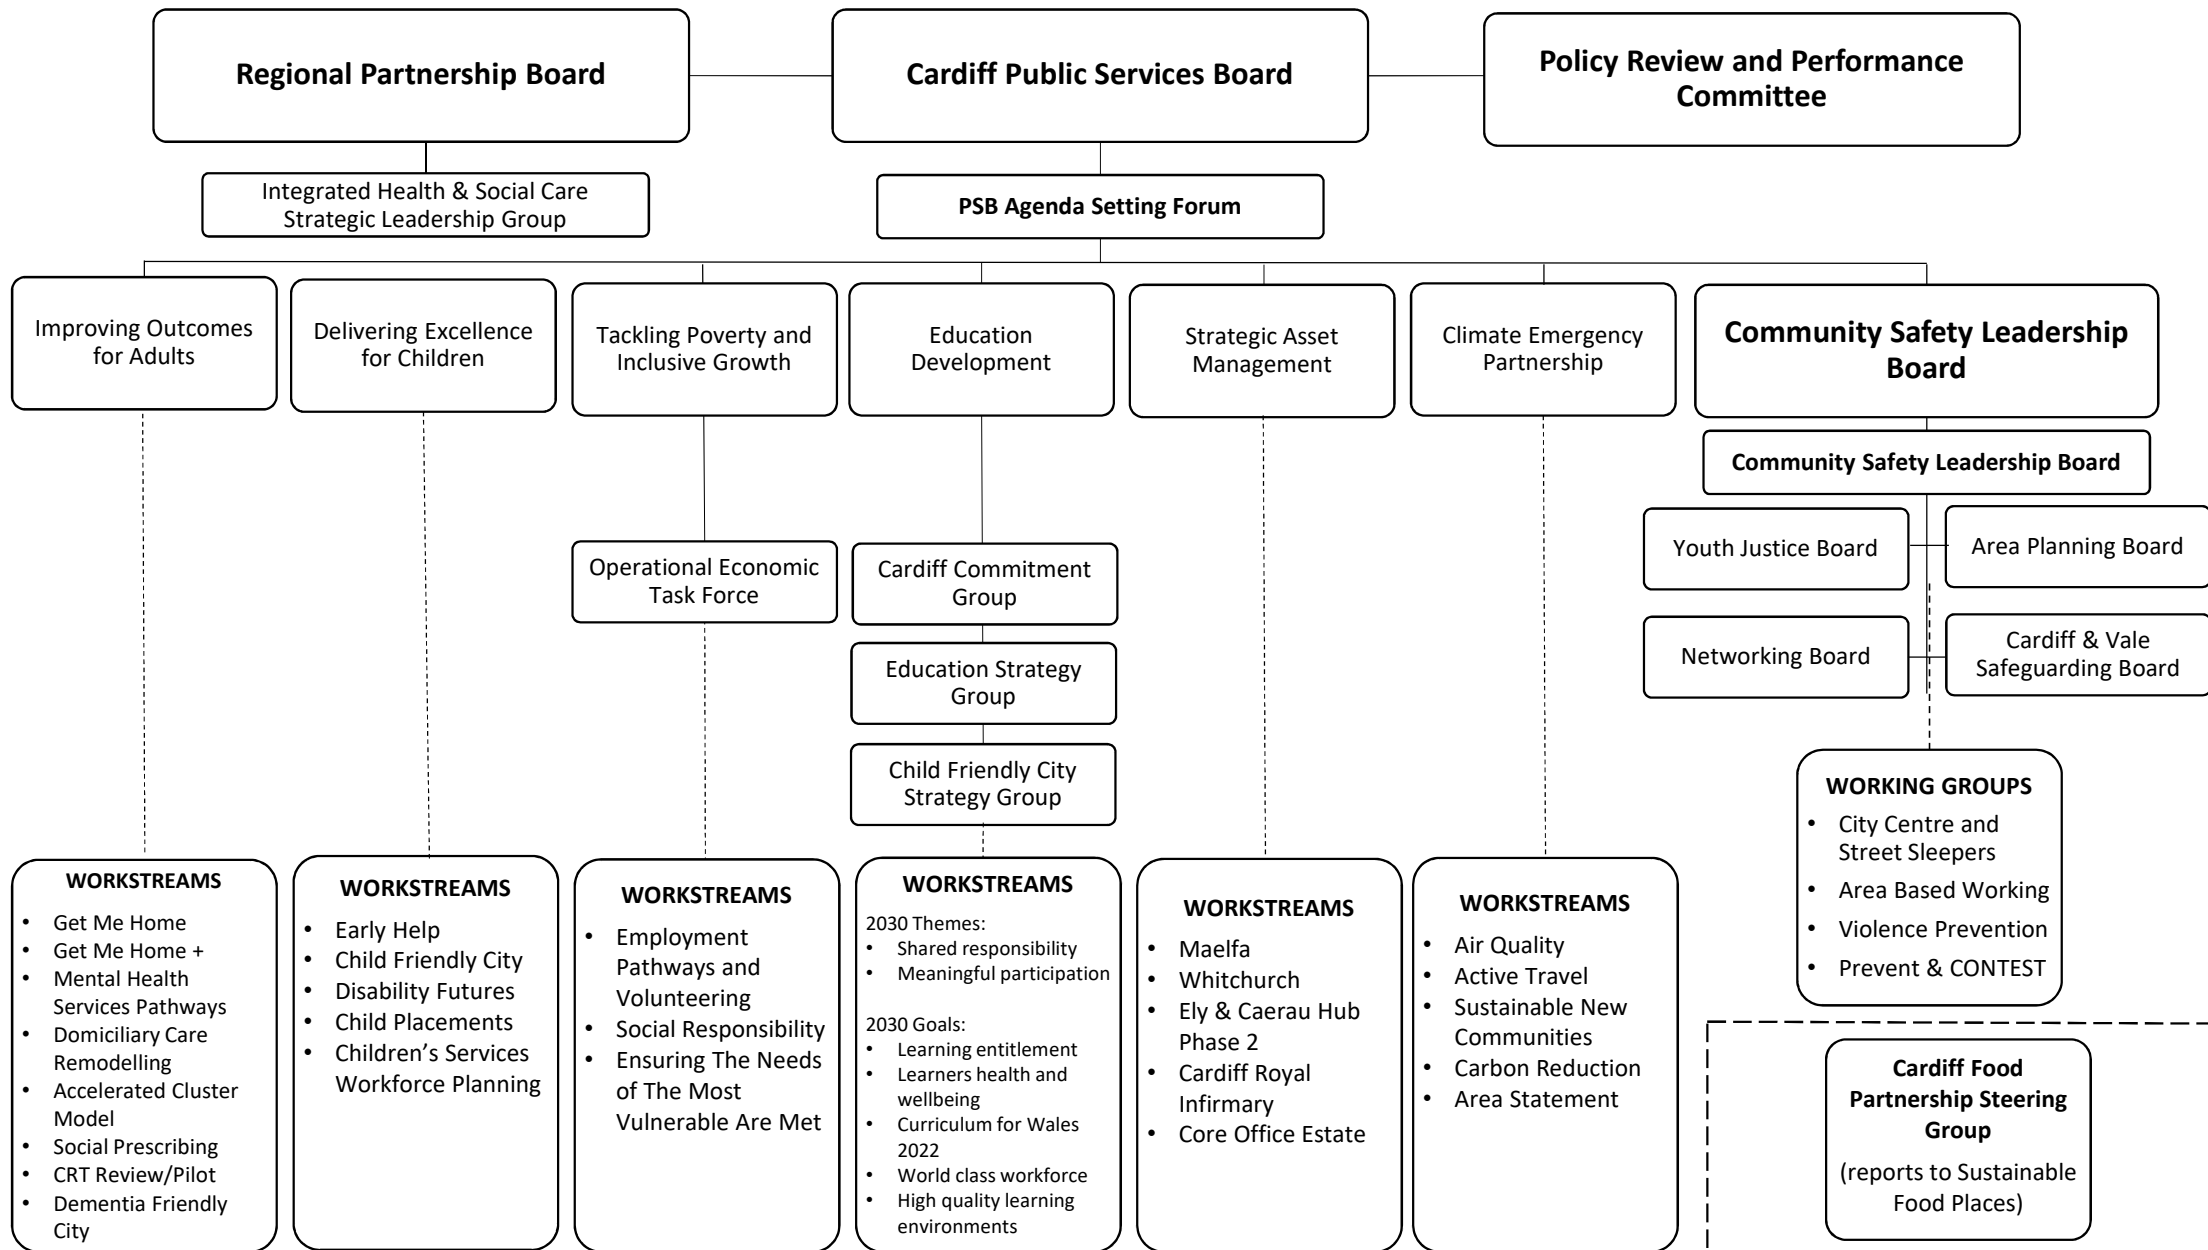 Regional Partnership Board
Cardiff Public Services Board
Policy Review and Performance
Committee
Integrated Health & Social Care
Strategic Leadership Group
PSB Agenda Setting Forum
Improving Outcomes
for Adults
Delivering Excellence
for Children
Tackling Poverty and
Inclusive Growth
Education
Development
Strategic Asset
Management
Climate Emergency
Partnership
Community Safety Leadership
Board
Community Safety Leadership Board
Youth Justice Board
Area Planning Board
Networking Board
Cardiff & Vale
Safeguarding Board
Operational Economic
Task Force
Cardiff Commitment
Group
Education Strategy
Group
Child Friendly City
Strategy Group
WORKSTREAMS
• Get Me Home
• Get Me Home +
• Mental Health
Services Pathways
• Domiciliary Care
Remodelling
• Accelerated Cluster
Model
• Social Prescribing
• CRT Review/Pilot
• Dementia Friendly
City
WORKSTREAMS
• Early Help
• Child Friendly City
• Disability Futures
• Child Placements
• Children’s Services
Workforce Planning
WORKSTREAMS
• Employment
Pathways and
Volunteering
• Social Responsibility
• Ensuring The Needs
of The Most
Vulnerable Are Met
WORKSTREAMS
2030 Themes:
• Shared responsibility
• Meaningful participation
2030 Goals:
• Learning entitlement
• Learners health and
wellbeing
• Curriculum for Wales
2022
• World class workforce
• High quality learning
environments
WORKSTREAMS
• Maelfa
• Whitchurch
• Ely & Caerau Hub
Phase 2
• Cardiff Royal
Infirmary
• Core Office Estate
WORKSTREAMS
• Air Quality
• Active Travel
• Sustainable New
Communities
• Carbon Reduction
• Area Statement
WORKING GROUPS
• City Centre and
Street Sleepers
• Area Based Working
• Violence Prevention
• Prevent & CONTEST
Cardiff Food
Partnership Steering
Group
(reports to Sustainable
Food Places)